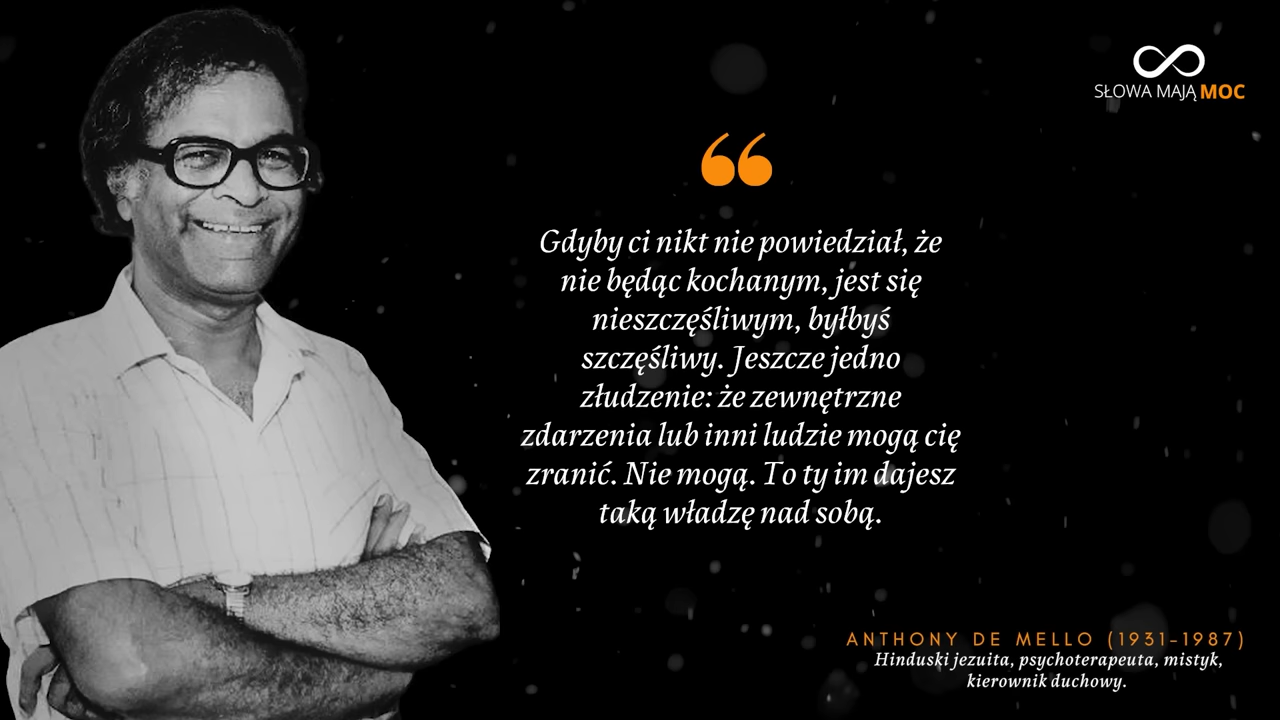 SŁOWA MAJĄ MOC
Gdyby ci nikt nie powiedział, że
nie będąc kochanym, jest się
nieszczęśliwym, byłbyś
szczęśliwy. Jeszcze jedno
złudzenie: że zewnętrzne
zdarzenia lub inni ludzie mogą cię
zranić. Nie mogą. To ty im dajesz
taką władzę nad sobą.
ANTHONY DE MELLO (1931-1987)
Hinduski jezuita, psychoterapeuta, mistyk,
kierownik duchowy.